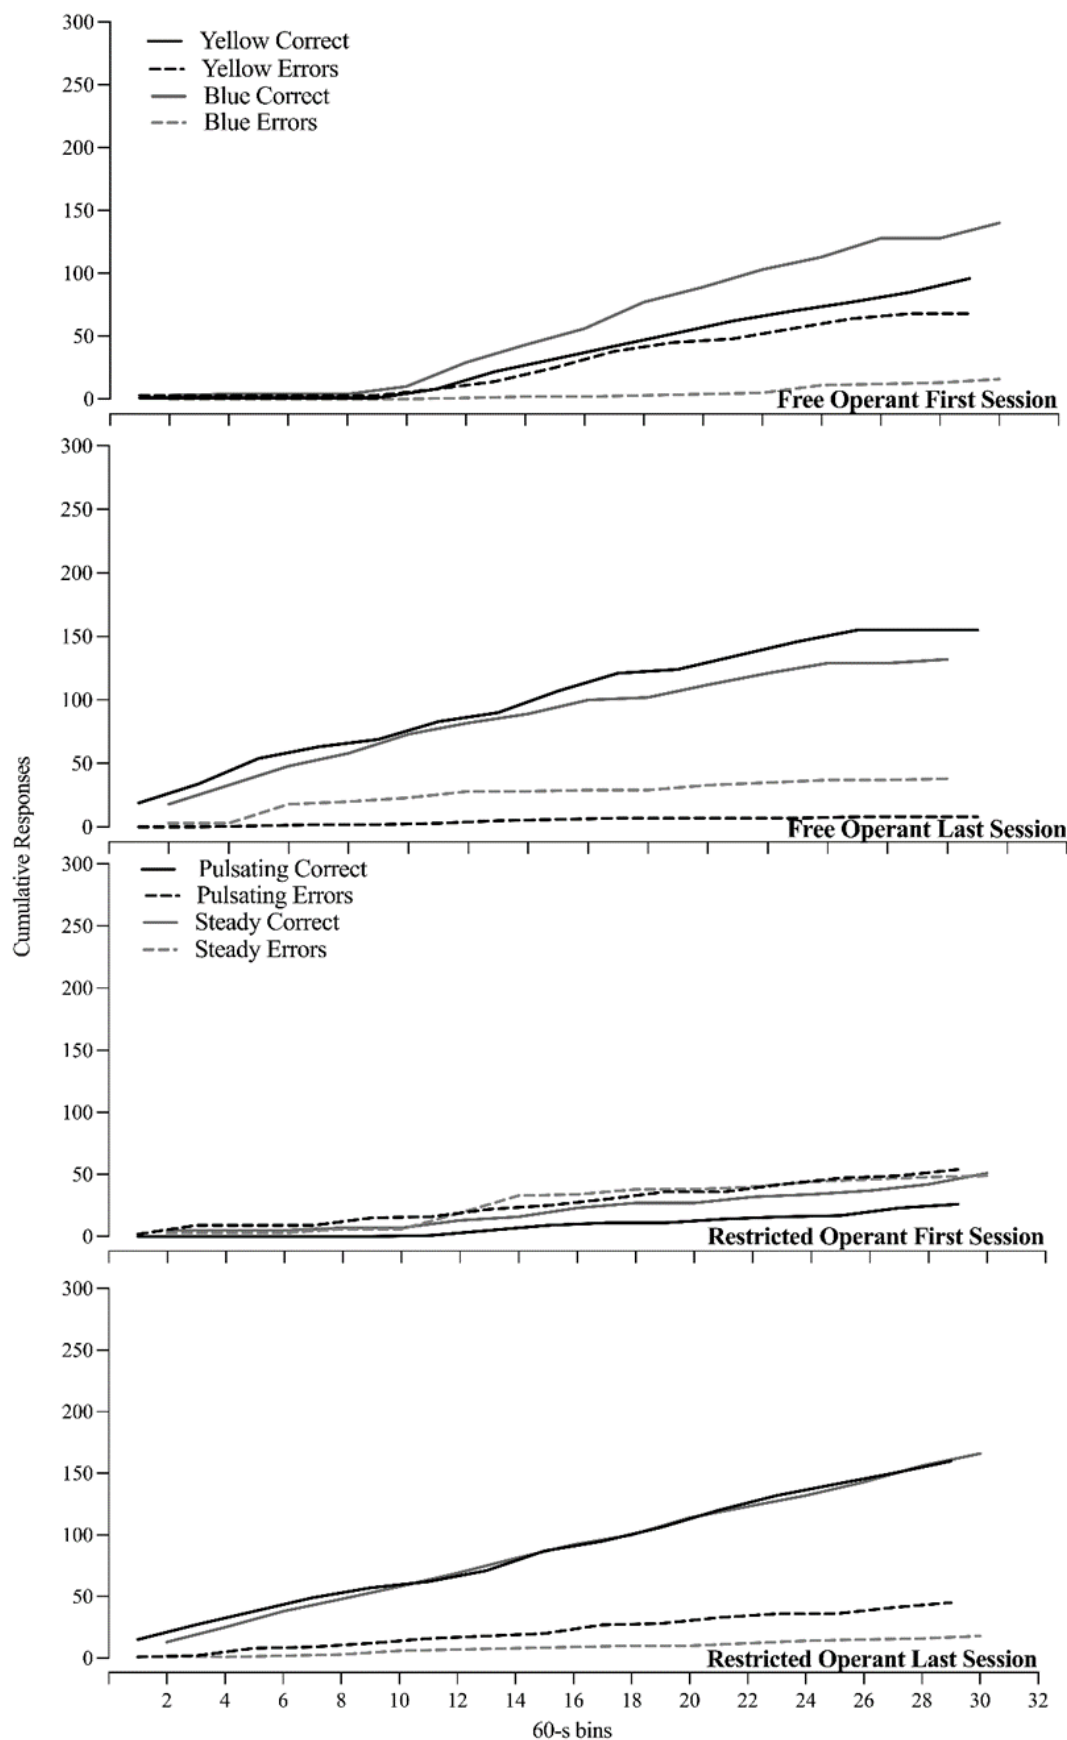 300
250
200
150
100
50
0
Yellow Correct
Yellow Errors
Blue Correct
Blue Errors
Free Operant First Session
300
250
200
150
100
50
0
Free Operant Last Session
Cumulative Responses
300
250
200
150
100
50
0
Pulsating Correct
Pulsating Errors
Steady Correct
Steady Errors
Restricted Operant First Session
300
250
200
150
100
50
0
Restricted Operant Last Session
2 4 6 8 10 12 14 16 18 20 22 24 26 28 30 32
60-s bins